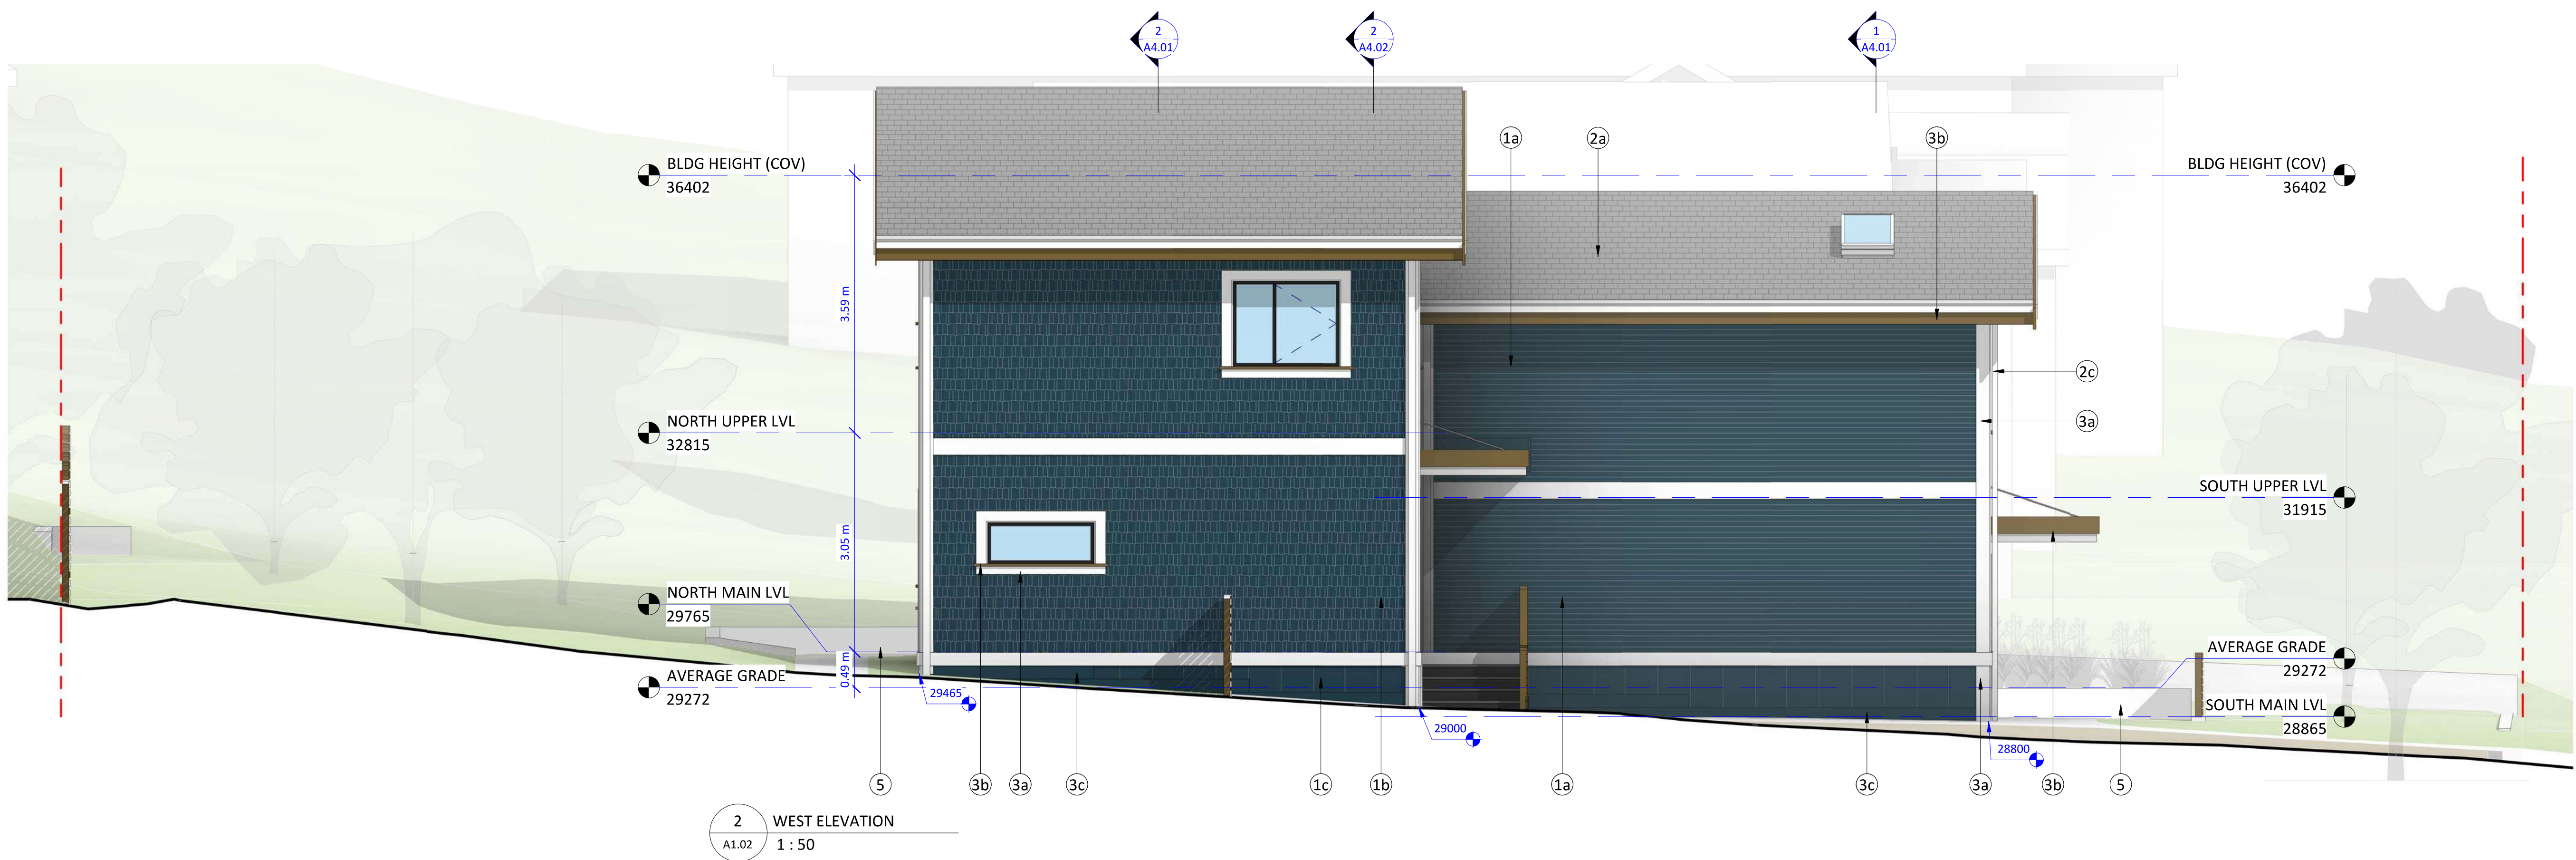 2
A4.01
2
A4.02
1
A4.01
1a
2a
3b
BLDG HEIGHT (COV)
36402
BLDG HEIGHT (COV)
36402
3.59 m
2c
3a
NORTH UPPER LVL
32815
SOUTH UPPER LVL
31915
3.05 m
NORTH MAIN LVL
29765
AVERAGE GRADE
29272
0.49 m
AVERAGE GRADE
29272
29465
SOUTH MAIN LVL
28865
29000
28800
5
3b
3a
3c
1c
1b
1a
3c
3a
3b
5
2
A1.02
WEST ELEVATION
1 : 50